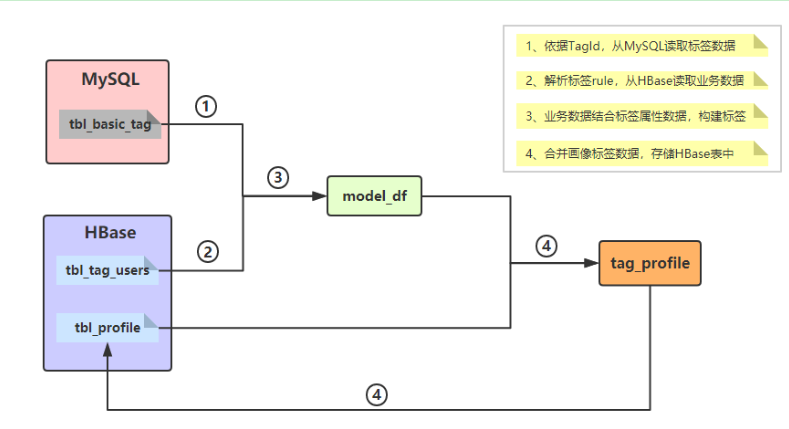 1、依据TagId，从MySQL读取标签数据
2、解析标签rule，从HBase读取业务数据
3、业务数据结合标签属性数据，构建标签
4、合并画像标签数据，存储HBase表中
MySQL
tbl_basic_tag
①
③
model_df
HBase
②
tbl_tag_users
④
tag_profile
tbl_profile
④